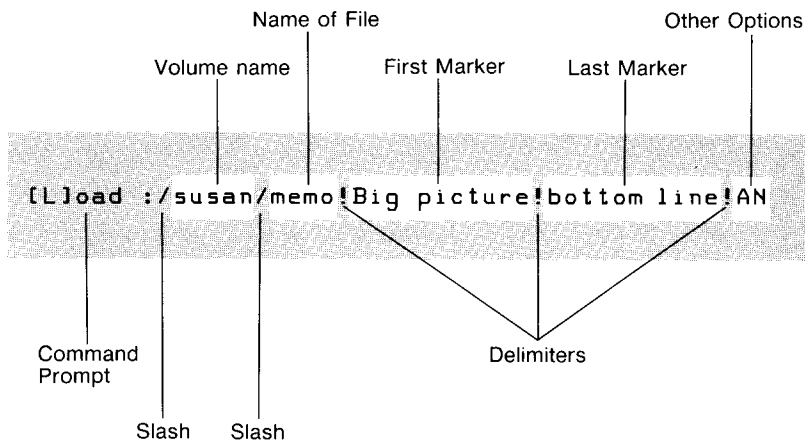 Name of File
Other Options
Volume name
First Marker
Last Marker
[L]oad :/susan/memo!Big picture!bottom line!AN
Command
Prompt
Delimiters
Slash
Slash